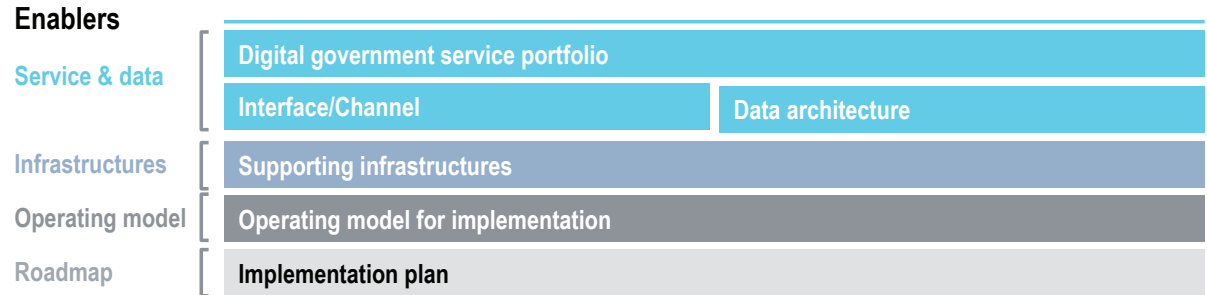 Enablers
Service & data
Digital government service portfolio
Interface/Channel
Data architecture
Infrastructures
Supporting infrastructures
Operating model
Operating model for implementation
Roadmap
Implementation plan